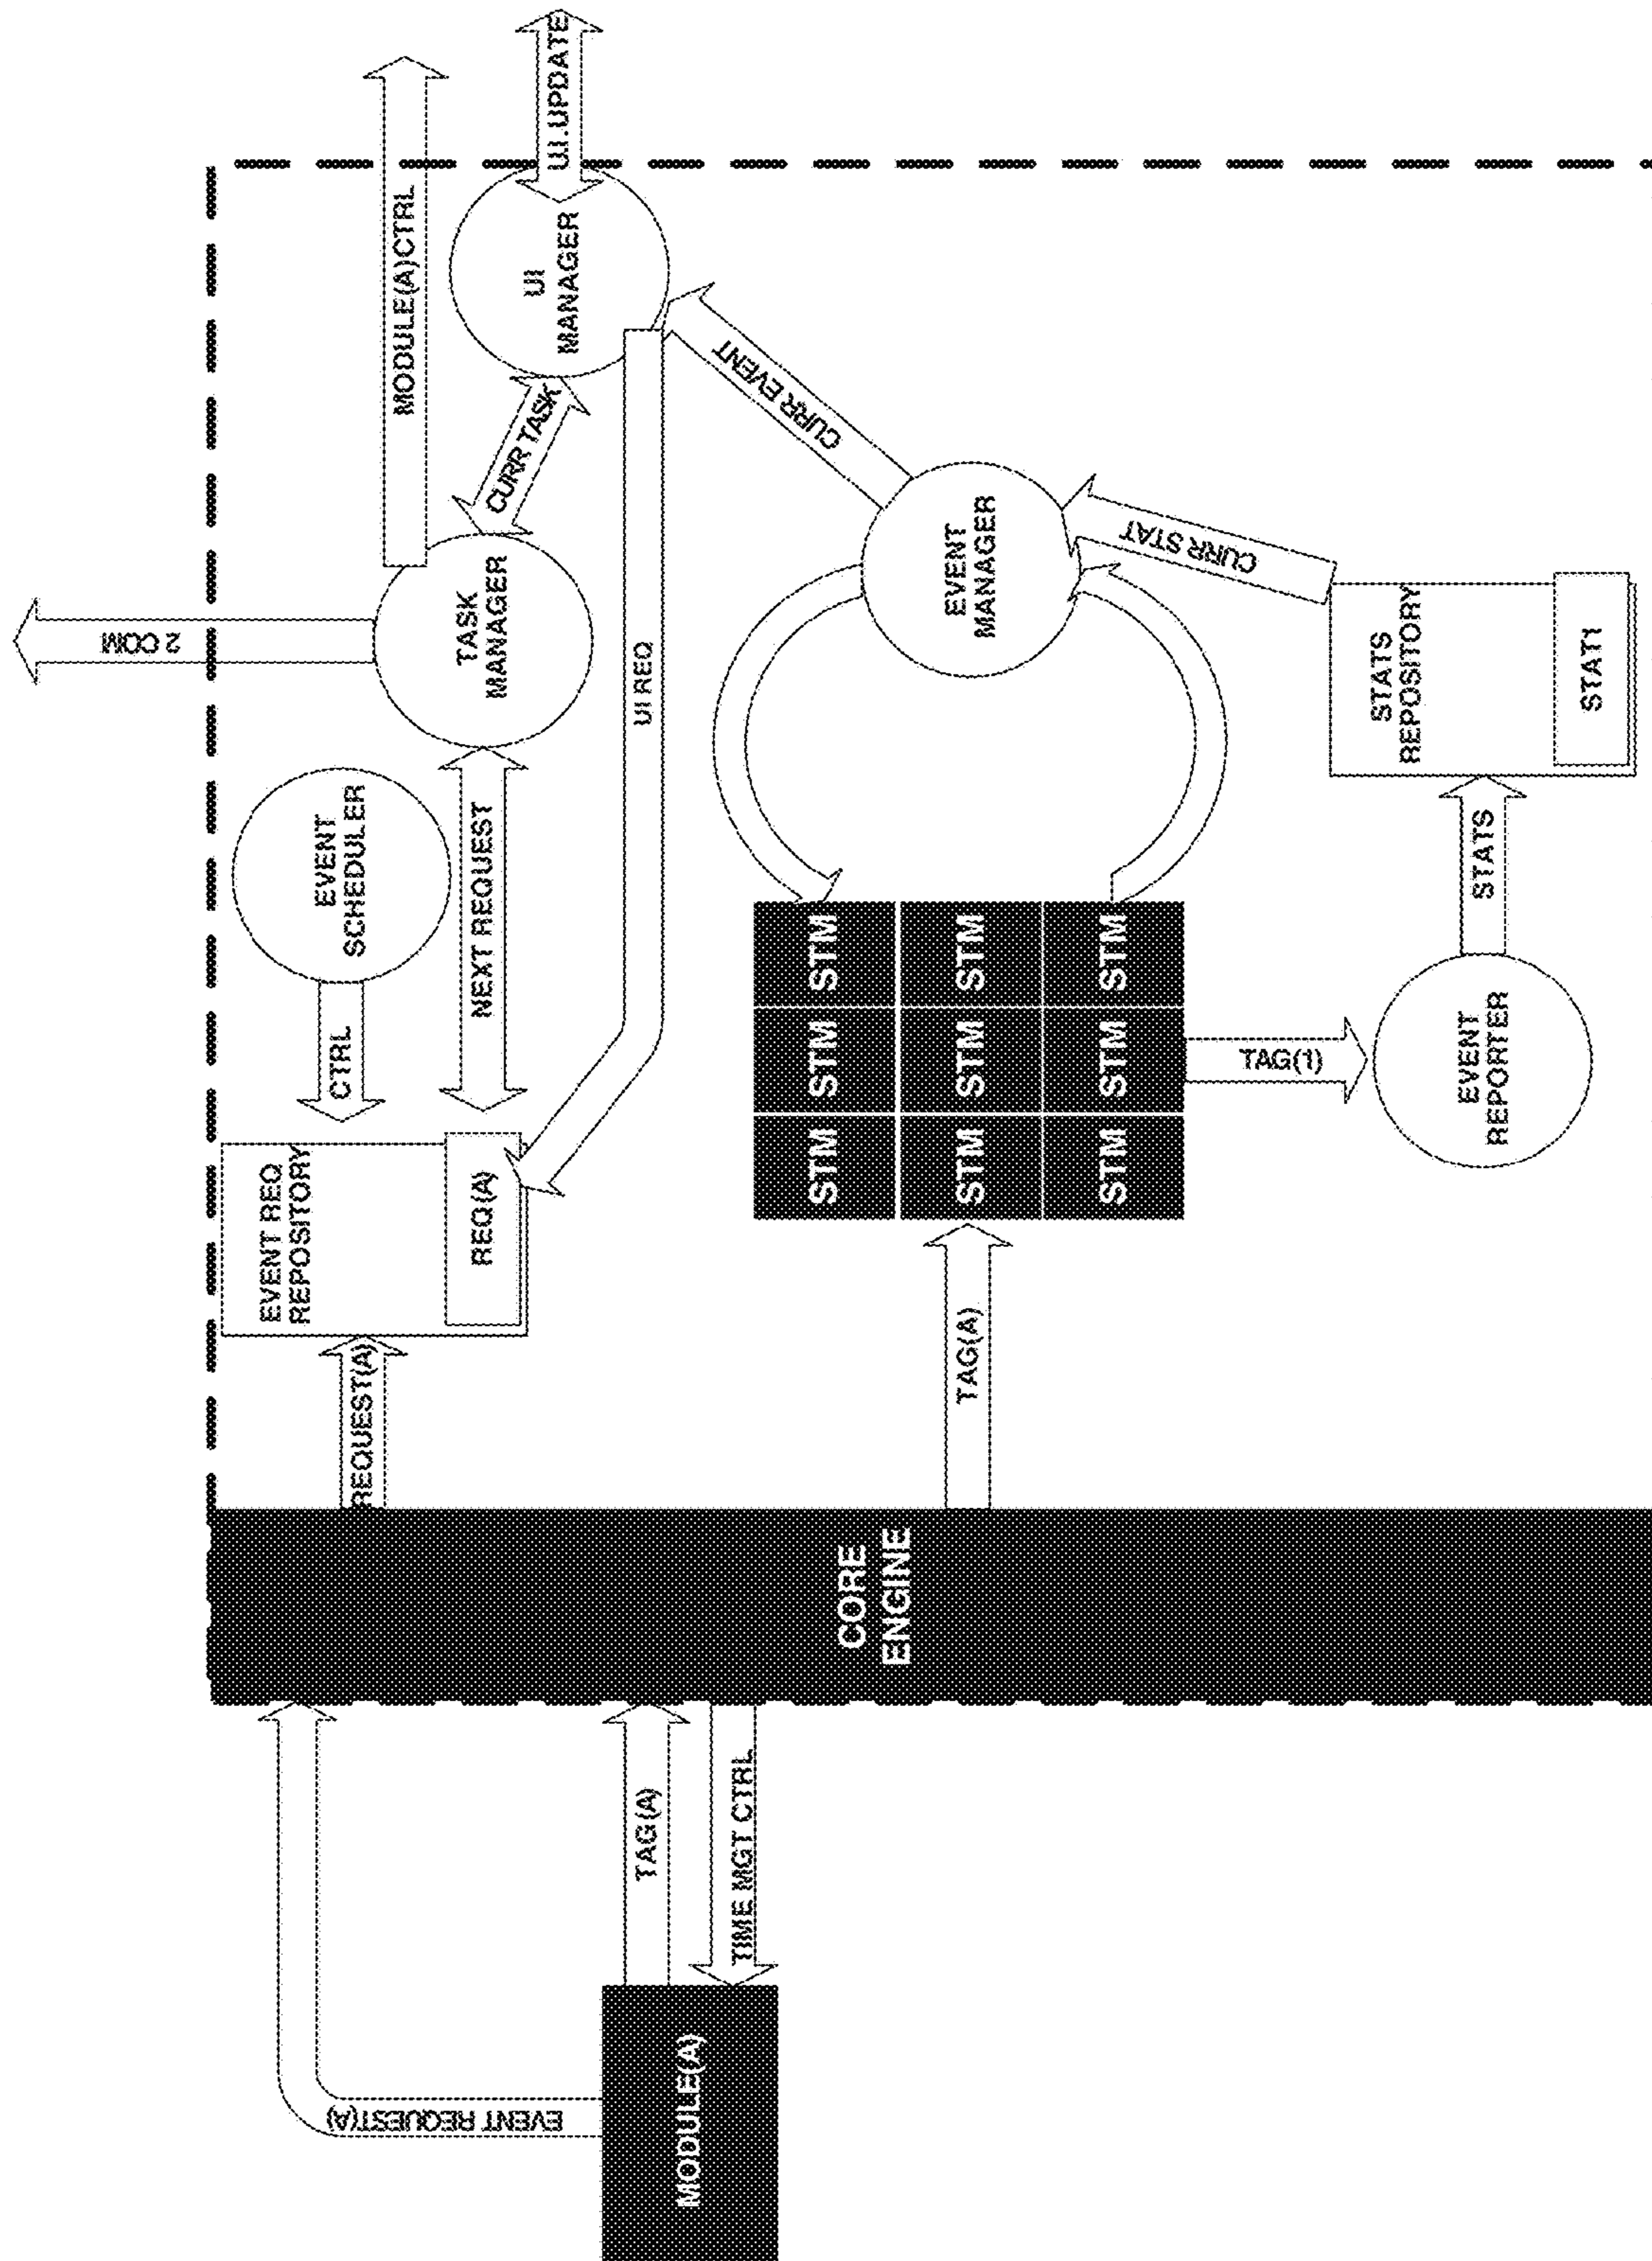 2 COM
EVENT REQ
REPOSITORY
EVENT
SCHEDULER
CTRL
REQUEST(A)
MODULE(A)CTRL
EVENT REQUEST(A)
REQ(A)
NEXT REQUEST
TASK
MANAGER
CURR TASK
UI
MANAGER
UI.UPDATE
UI REQ
TAG(A)
MODULE(A)
TIME MGT CTRL
CURR EVENT
CORE
ENGINE
STM STM STM
STM STM STM
STM STM STM
TAG(A)
EVENT
MANAGER
CURR STAT
TAG(1)
EVENT
REPORTER
STATS
STATS
REPOSITORY
STAT1